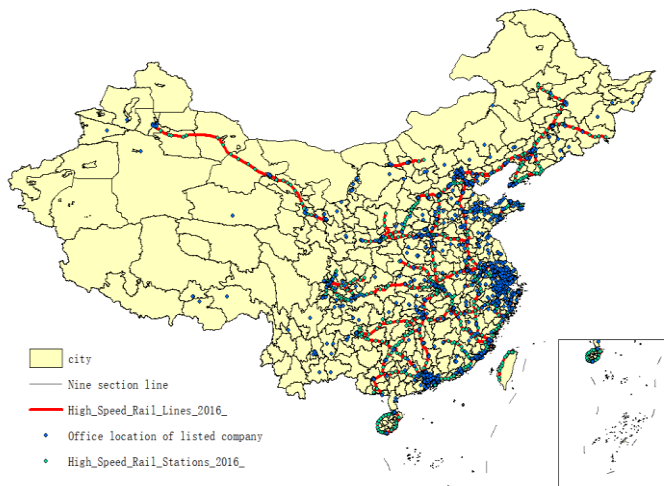 city
Nine section line
High_Speed_Rail_Lines_2016_
Office location of listed company
High_Speed_Rail_Stations_2016_